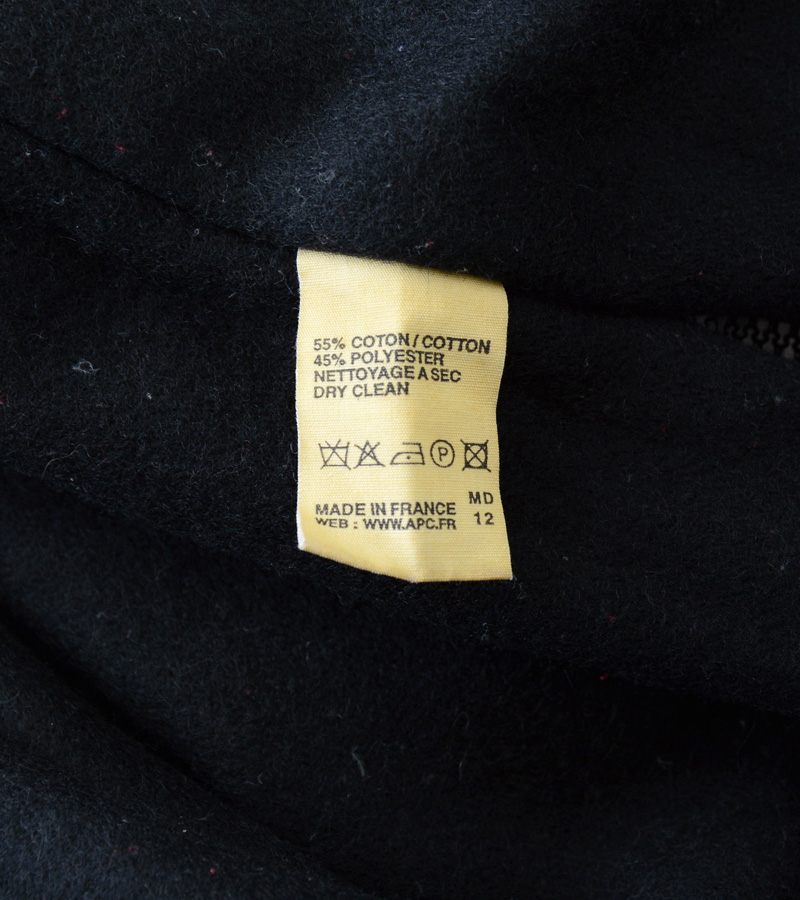 55% COTON / COTTON
45% POLYESTER
NETTOYAGE A SEC
DRY CLEAN
P
MADE IN FRANCE
WEB : WWW.APC.FR
MD
12